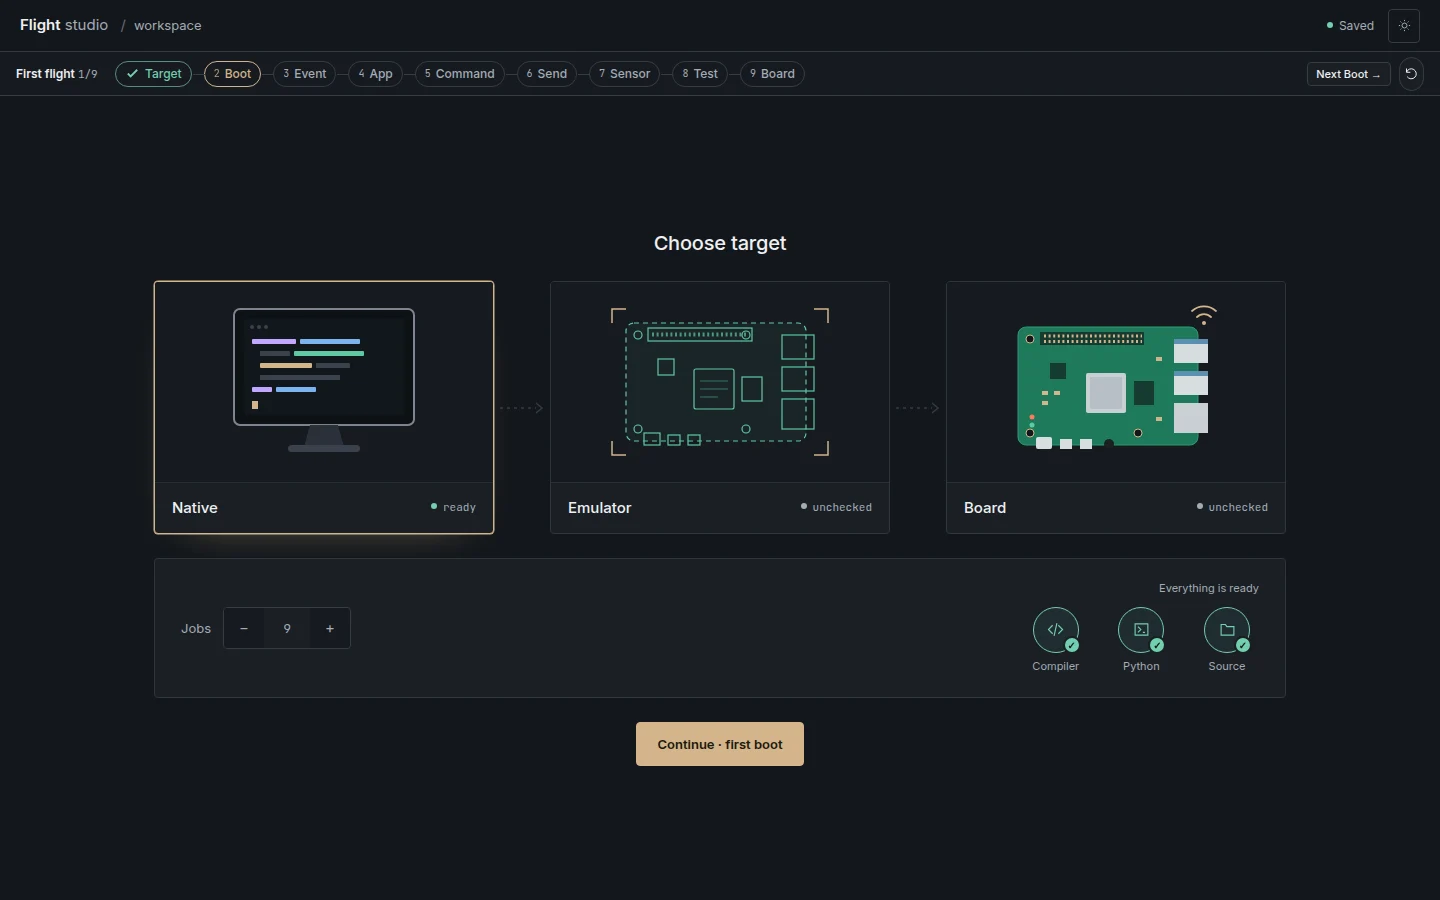 Flight studio / workspace
Saved
First flight 1/9
Target
2 Boot
3 Event
4 App
5 Command
6 Send
7 Sensor
8 Test
9 Board
Next Boot →
Choose target
Native
ready
Emulator
unchecked
Board
unchecked
Everything is ready
Jobs − 9 +
Compiler
Python
Source
Continue · first boot